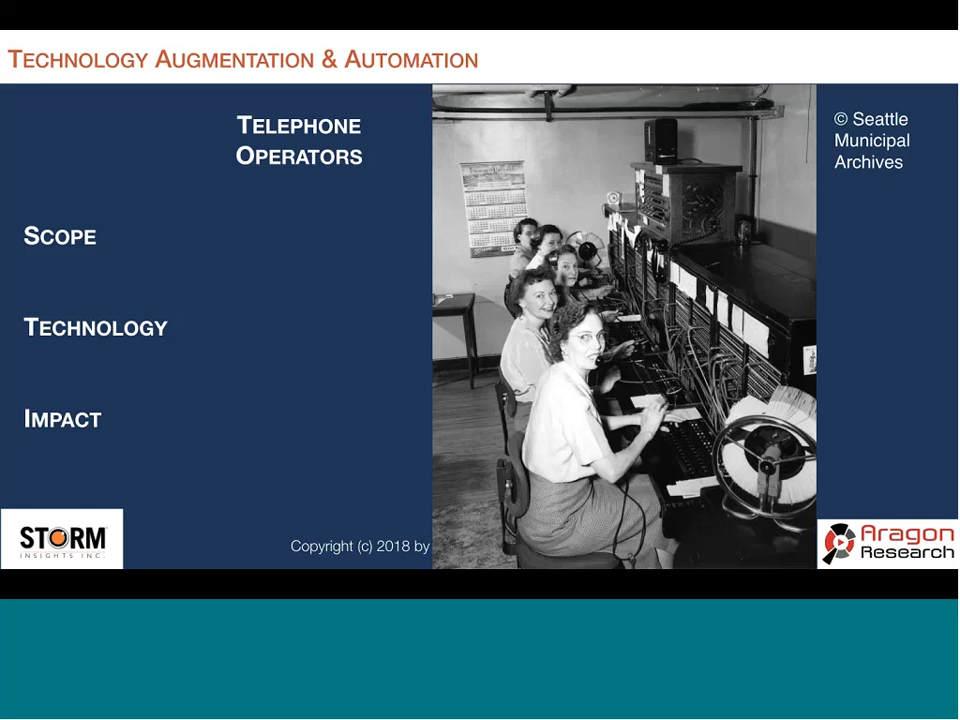 TECHNOLOGY AUGMENTATION & AUTOMATION
TELEPHONE
OPERATORS
© Seattle
Municipal
Archives
SCOPE
TECHNOLOGY
IMPACT
STORM
INSIGHTS INC.
Copyright (c) 2018 by
Aragon
Research